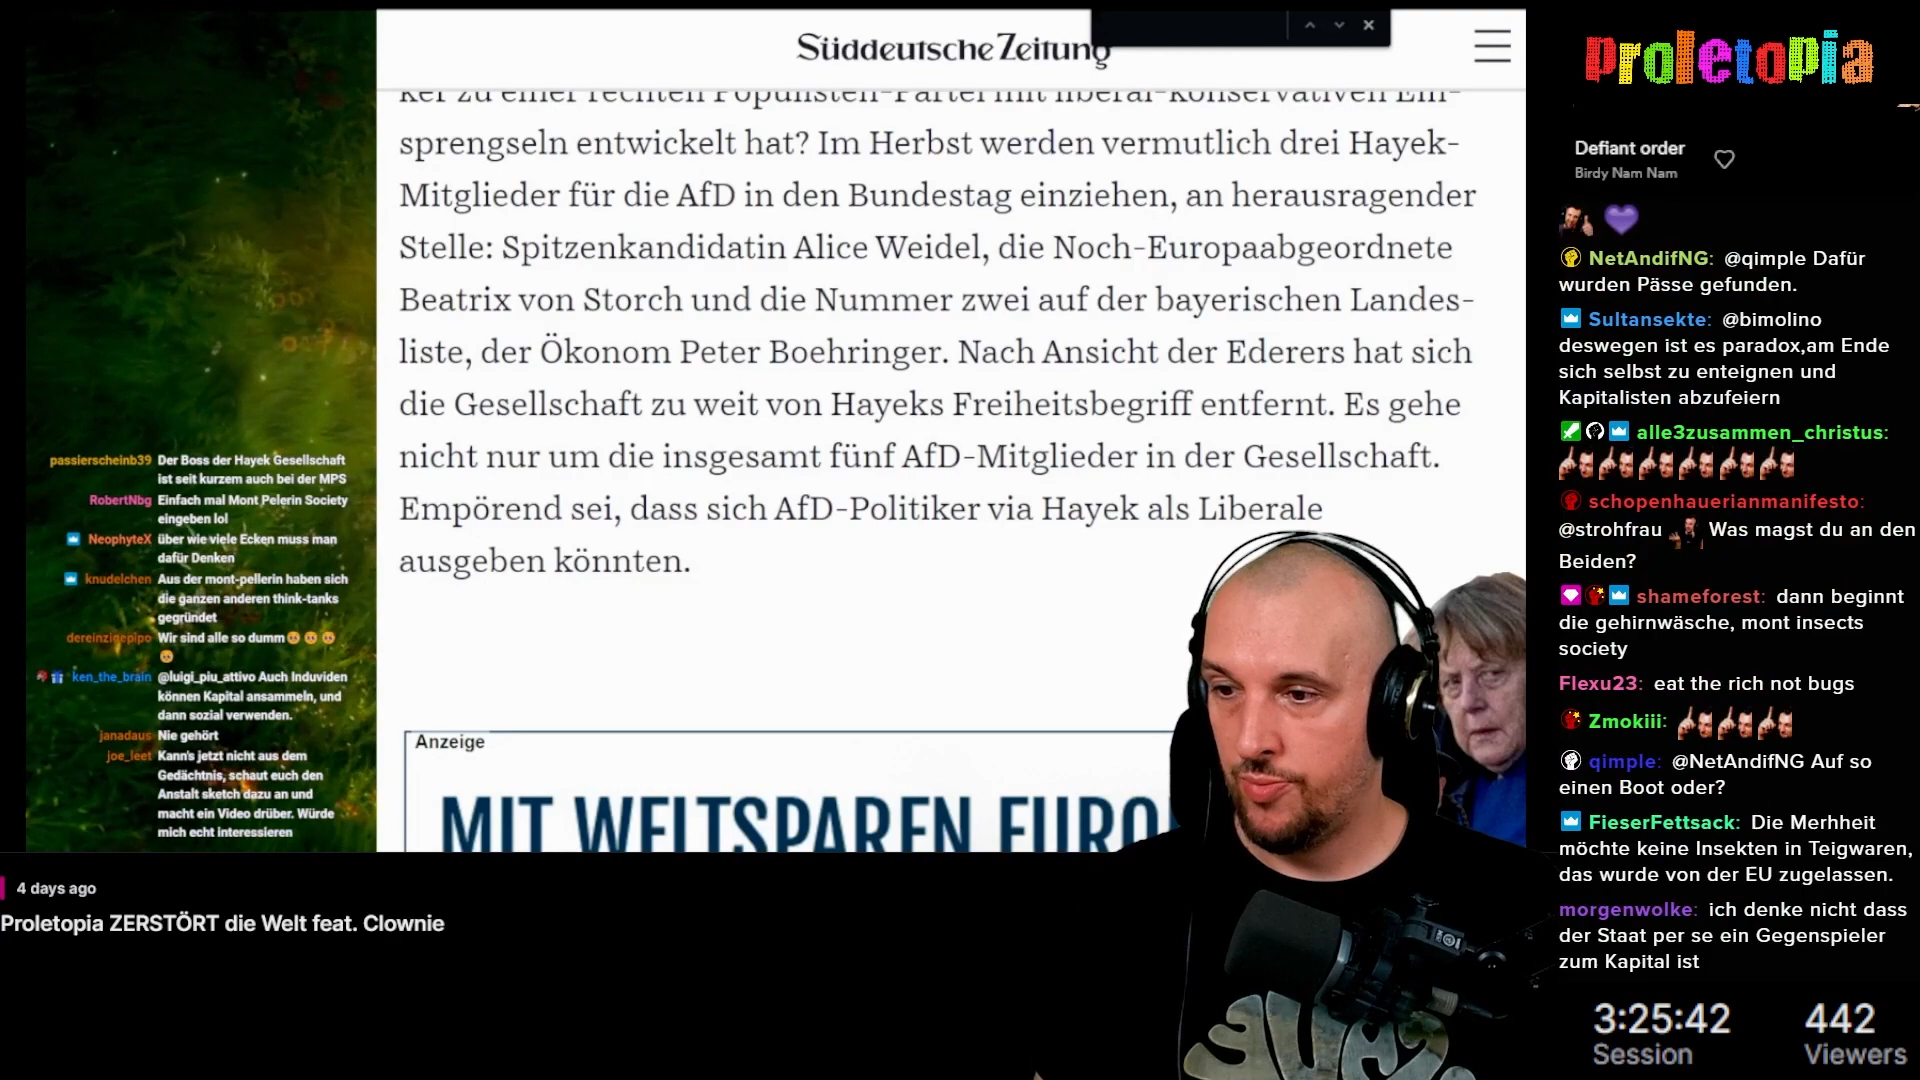 Süddeutsche Zeitung
ker zu einer rechten Populisten-Partei mit liberal-konservativen Ein-
sprengseln entwickelt hat? Im Herbst werden vermutlich drei Hayek-
Mitglieder für die AfD in den Bundestag einziehen, an herausragender
Stelle: Spitzenkandidatin Alice Weidel, die Noch-Europaabgeordnete
Beatrix von Storch und die Nummer zwei auf der bayerischen Landes-
liste, der Ökonom Peter Boehringer. Nach Ansicht der Ederers hat sich
die Gesellschaft zu weit von Hayeks Freiheitsbegriff entfernt. Es gehe
nicht nur um die insgesamt fünf AfD-Mitglieder in der Gesellschaft.
Empörend sei, dass sich AfD-Politiker via Hayek als Liberale
ausgeben könnten.
Anzeige
MIT WELTSPAREN EURO
passierscheinb39 Der Boss der Hayek Gesellschaft
ist seit kurzem auch bei der MPS
RobertNbg Einfach mal Mont Pelerin Society
eingeben lol
NeophyteX über wie viele Ecken muss man
dafür Denken
knudelchen Aus der mont-pellerin haben sich
die ganzen anderen think-tanks
gegründet
dereinzigepipo Wir sind alle so dumm
ken_the_brain @luigi_piu_attivo Auch Induviden
können Kapital ansammeln, und
dann sozial verwenden.
janadaus Nie gehört
joe_leet Kann's jetzt nicht aus dem
Gedächtnis, schaut euch den
Anstalt sketch dazu an und
macht ein Video drüber. Würde
mich echt interessieren
4 days ago
Proletopia ZERSTÖRT die Welt feat. Clownie
Proletopia
Defiant order
Birdy Nam Nam
NetAndifNG: @qimple Dafür
wurden Pässe gefunden.
Sultansekte: @bimolino
deswegen ist es paradox,am Ende
sich selbst zu enteignen und
Kapitalisten abzufeiern
alle3zusammen_christus:
schopenhauerianmanifesto:
@strohfrau Was magst du an den
Beiden?
shameforest: dann beginnt
die gehirnwäsche, mont insects
society
Flexu23: eat the rich not bugs
Zmokiii:
qimple: @NetAndifNG Auf so
einen Boot oder?
FieserFettsack: Die Merhheit
möchte keine Insekten in Teigwaren,
das wurde von der EU zugelassen.
morgenwolke: ich denke nicht dass
der Staat per se ein Gegenspieler
zum Kapital ist
3:25:42
Session
442
Viewers